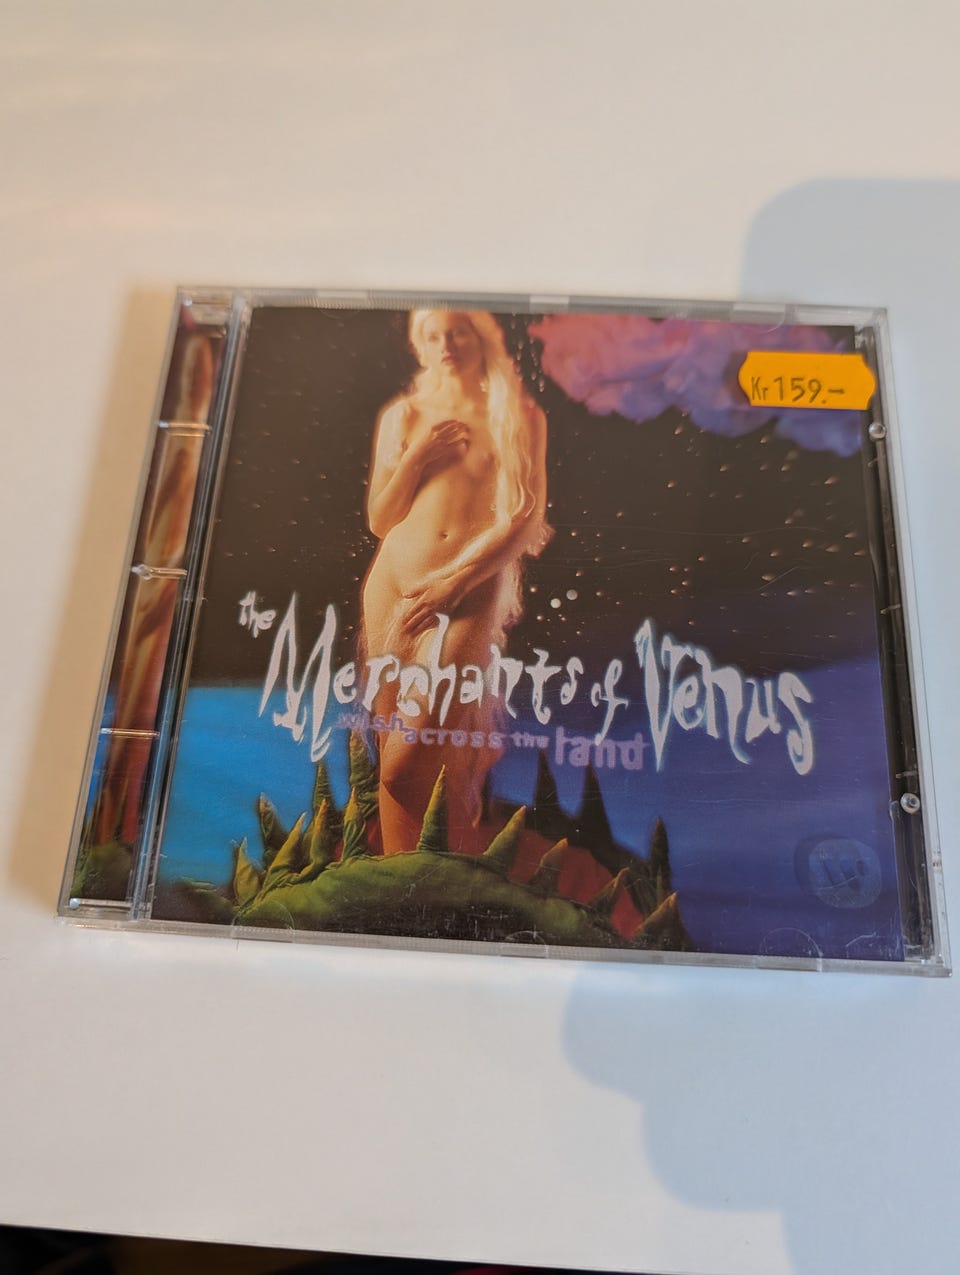 Kr 159.-
the Merchants of Venus
wish across the land